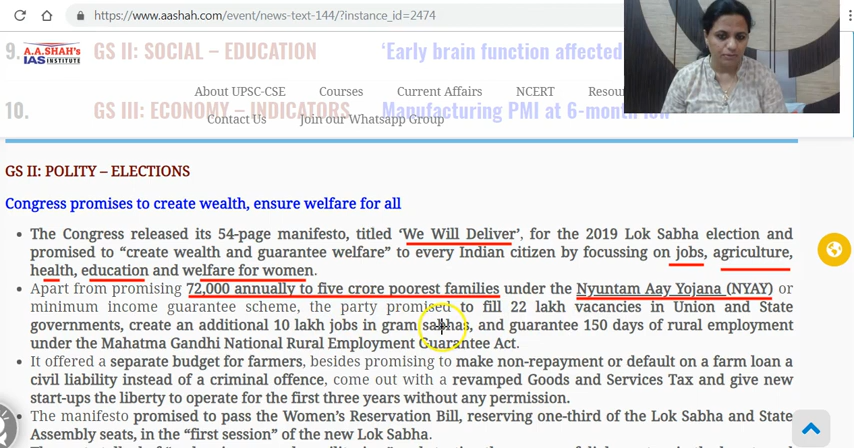 https://www.aashah.com/event/news-text-144/?instance_id=2474
9. GS II: SOCIAL – EDUCATION 'Early brain function affected
A.A.SHAH'S
IAS INSTITUTE
About UPSC-CSE Courses Current Affairs NCERT
10. GS III: ECONOMY – INDICATORS Manufacturing PMI at 6-month low
Contact Us Join our Whatsapp Group
GS II: POLITY – ELECTIONS
Congress promises to create wealth, ensure welfare for all
• The Congress released its 54-page manifesto, titled 'We Will Deliver', for the 2019 Lok Sabha election and
promised to "create wealth and guarantee welfare" to every Indian citizen by focussing on jobs, agriculture,
health, education and welfare for women.
• Apart from promising 72,000 annually to five crore poorest families under the Nyuntam Aay Yojana (NYAY) or
minimum income guarantee scheme, the party promised to fill 22 lakh vacancies in Union and State
governments, create an additional 10 lakh jobs in gram sabhas, and guarantee 150 days of rural employment
under the Mahatma Gandhi National Rural Employment Guarantee Act.
• It offered a separate budget for farmers, besides promising to make non-repayment or default on a farm loan a
civil liability instead of a criminal offence, come out with a revamped Goods and Services Tax and give new
start-ups the liberty to operate for the first three years without any permission.
• The manifesto promised to pass the Women's Reservation Bill, reserving one-third of the Lok Sabha and State
Assembly seats, in the "first session" of the new Lok Sabha.